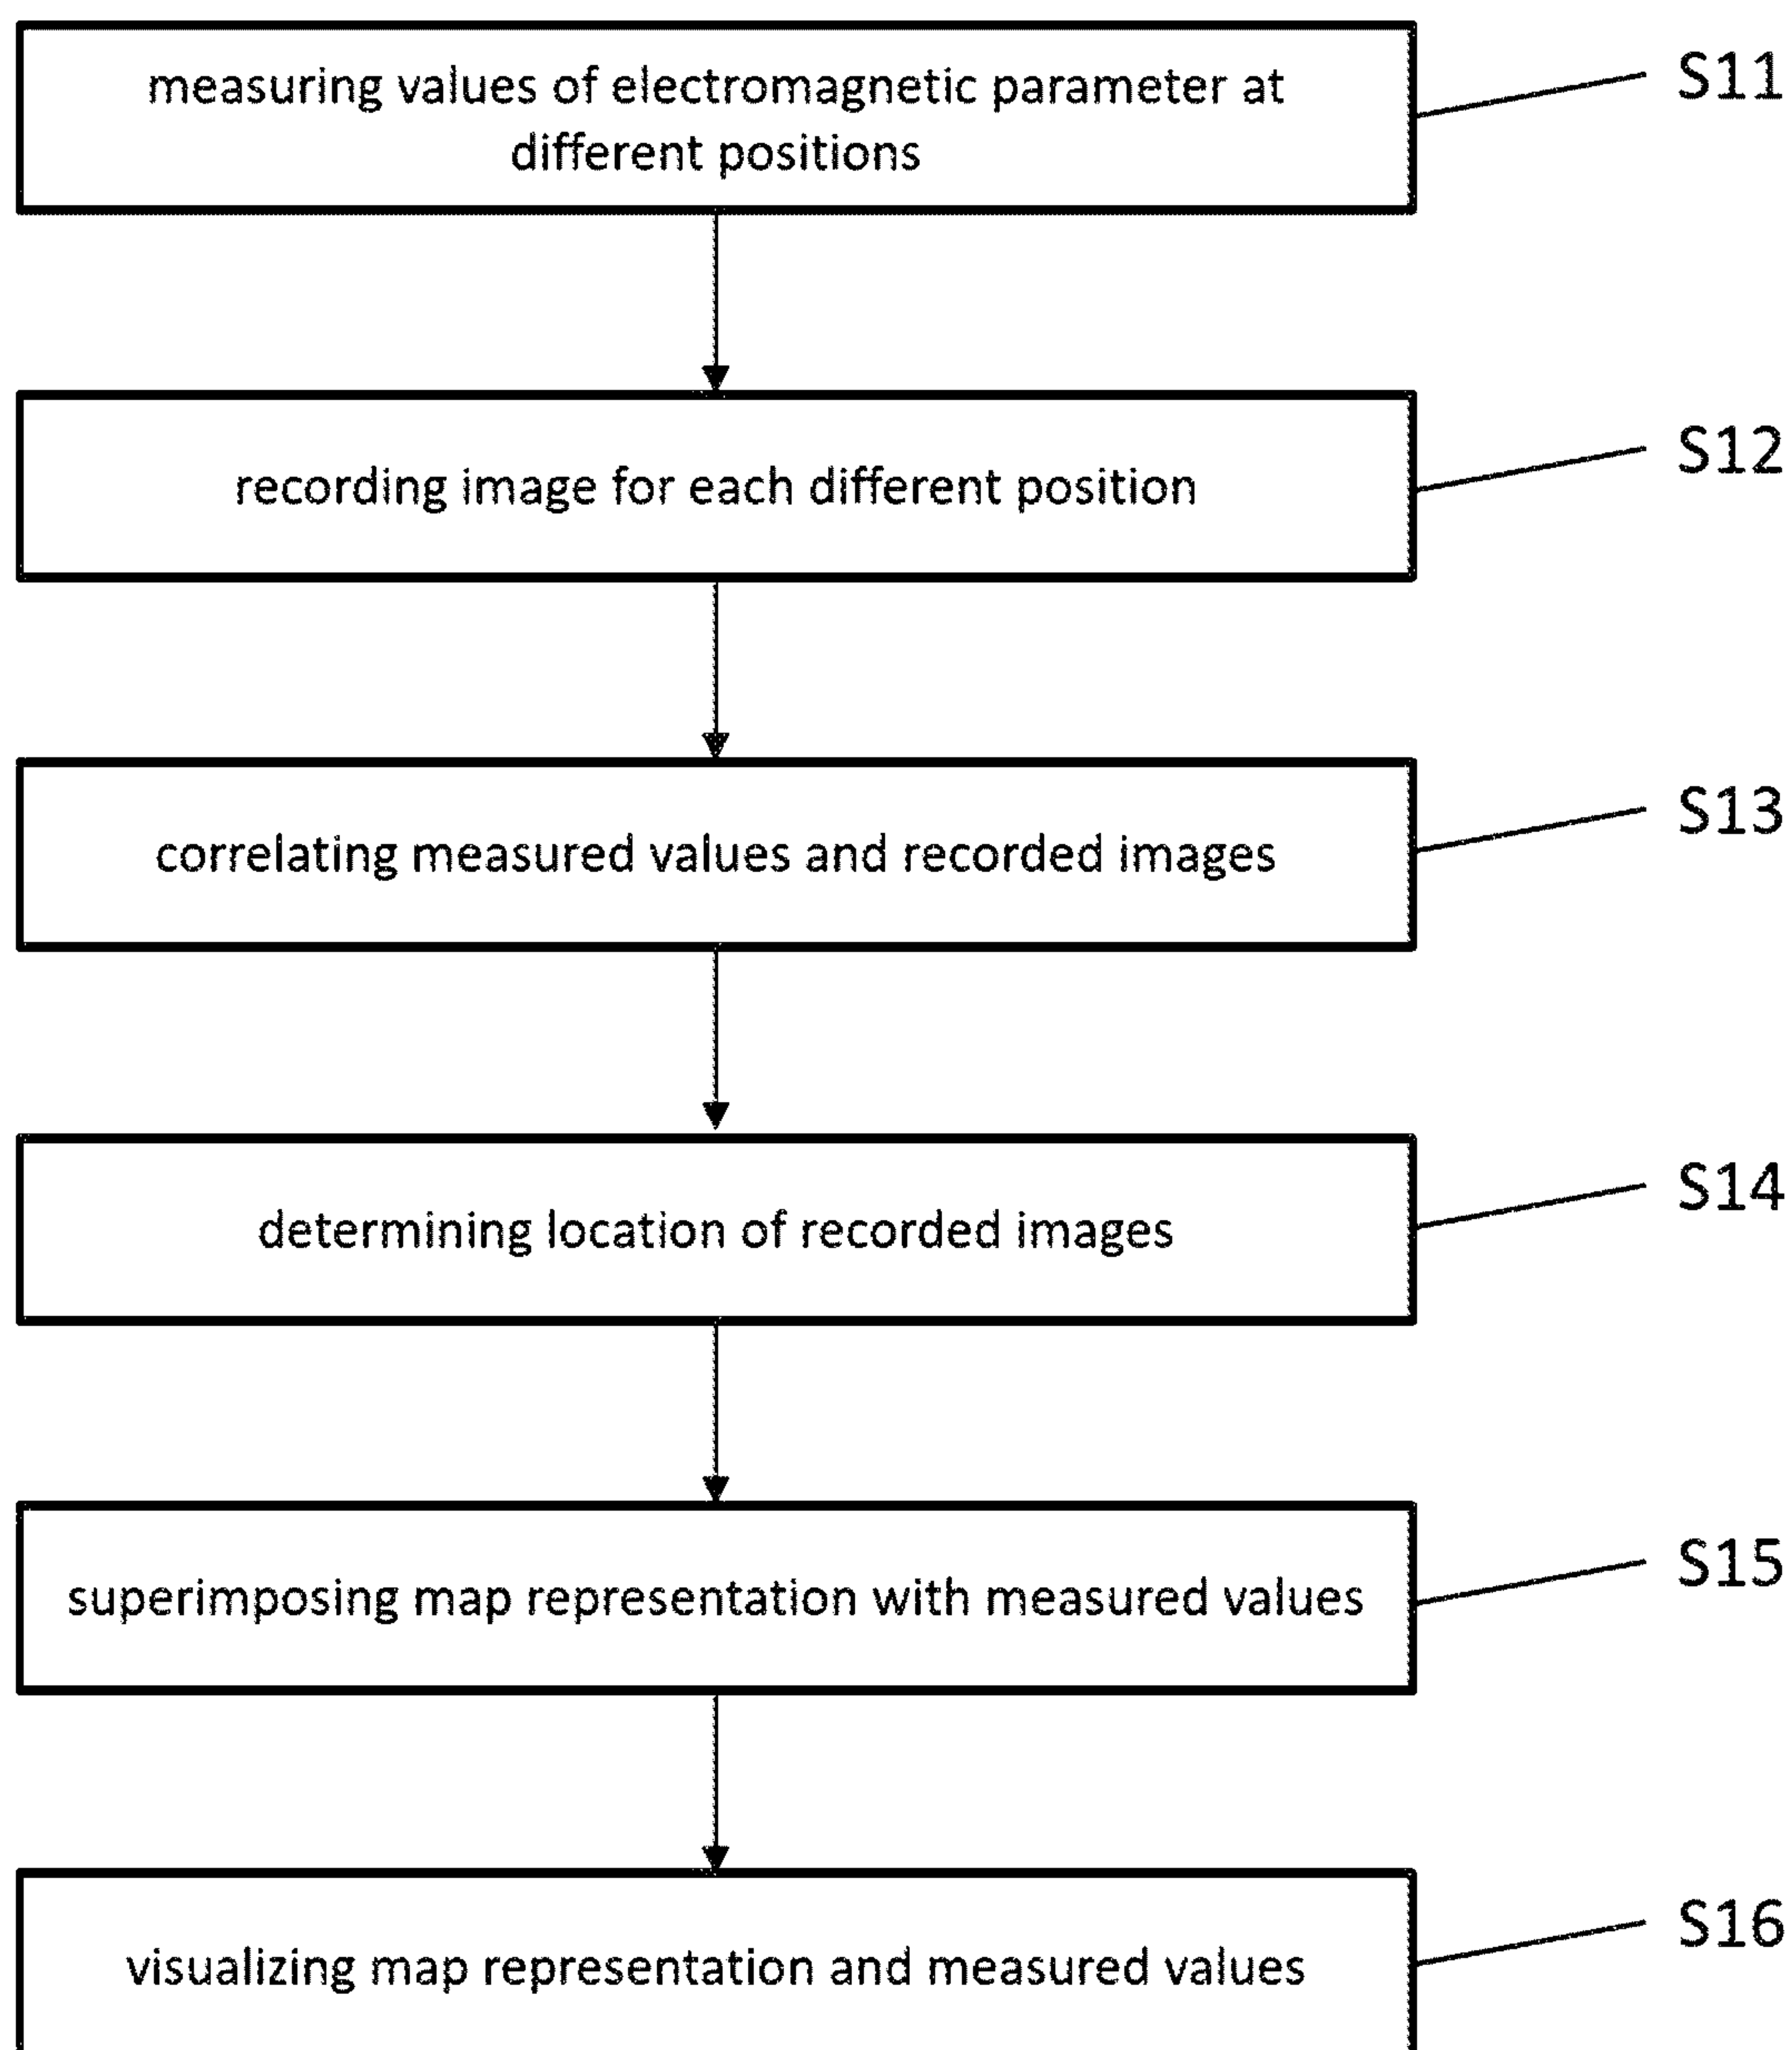 measuring values of electromagnetic parameter at
different positions
S11
recording image for each different position
S12
correlating measured values and recorded images
S13
determining location of recorded images
S14
superimposing map representation with measured values
S15
visualizing map representation and measured values
S16